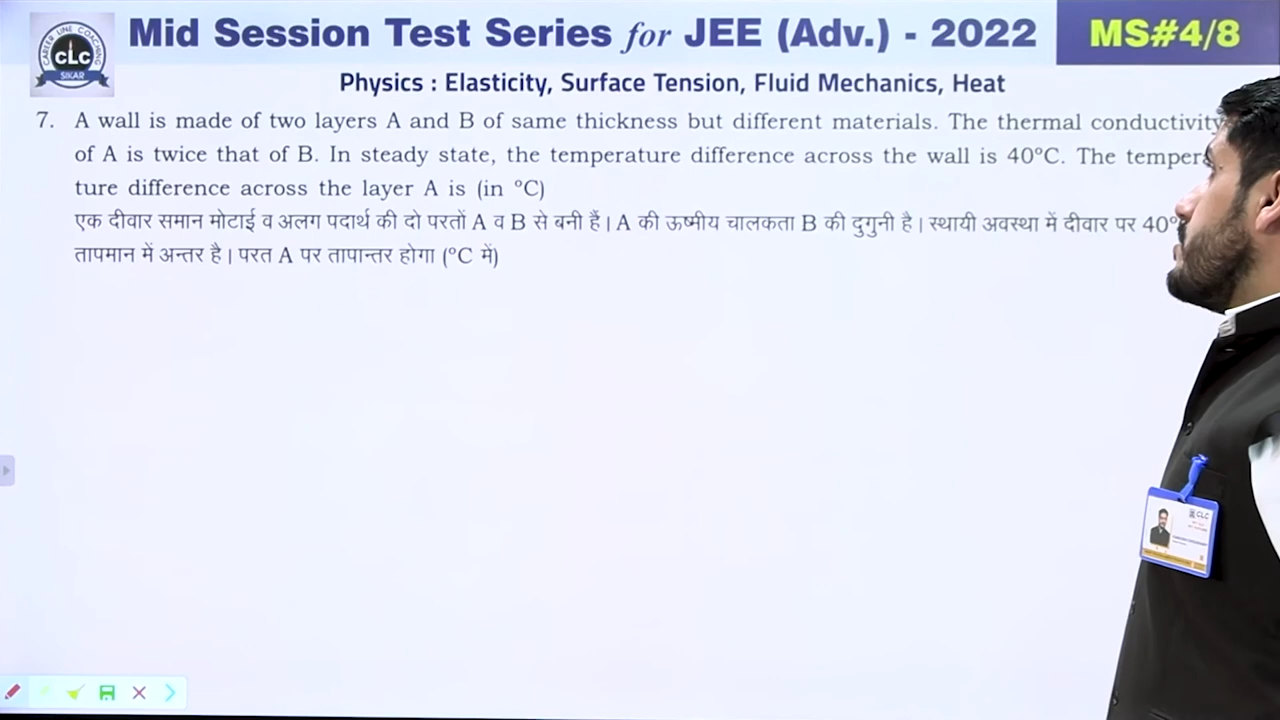 Mid Session Test Series for JEE (Adv.) - 2022
MS#4/8
CAREER LINE COACHING
CLC
SIKAR
Physics : Elasticity, Surface Tension, Fluid Mechanics, Heat
7. A wall is made of two layers A and B of same thickness but different materials. The thermal conductivity
of A is twice that of B. In steady state, the temperature difference across the wall is 40°C. The tempera
ture difference across the layer A is (in °C)
एक दीवार समान मोटाई व अलग पदार्थ की दो परतों A व B से बनी हैं। A की ऊष्मीय चालकता B की दुगुनी है। स्थायी अवस्था में दीवार पर 40°
तापमान में अन्तर है। परत A पर तापान्तर होगा (°C में)
CLC